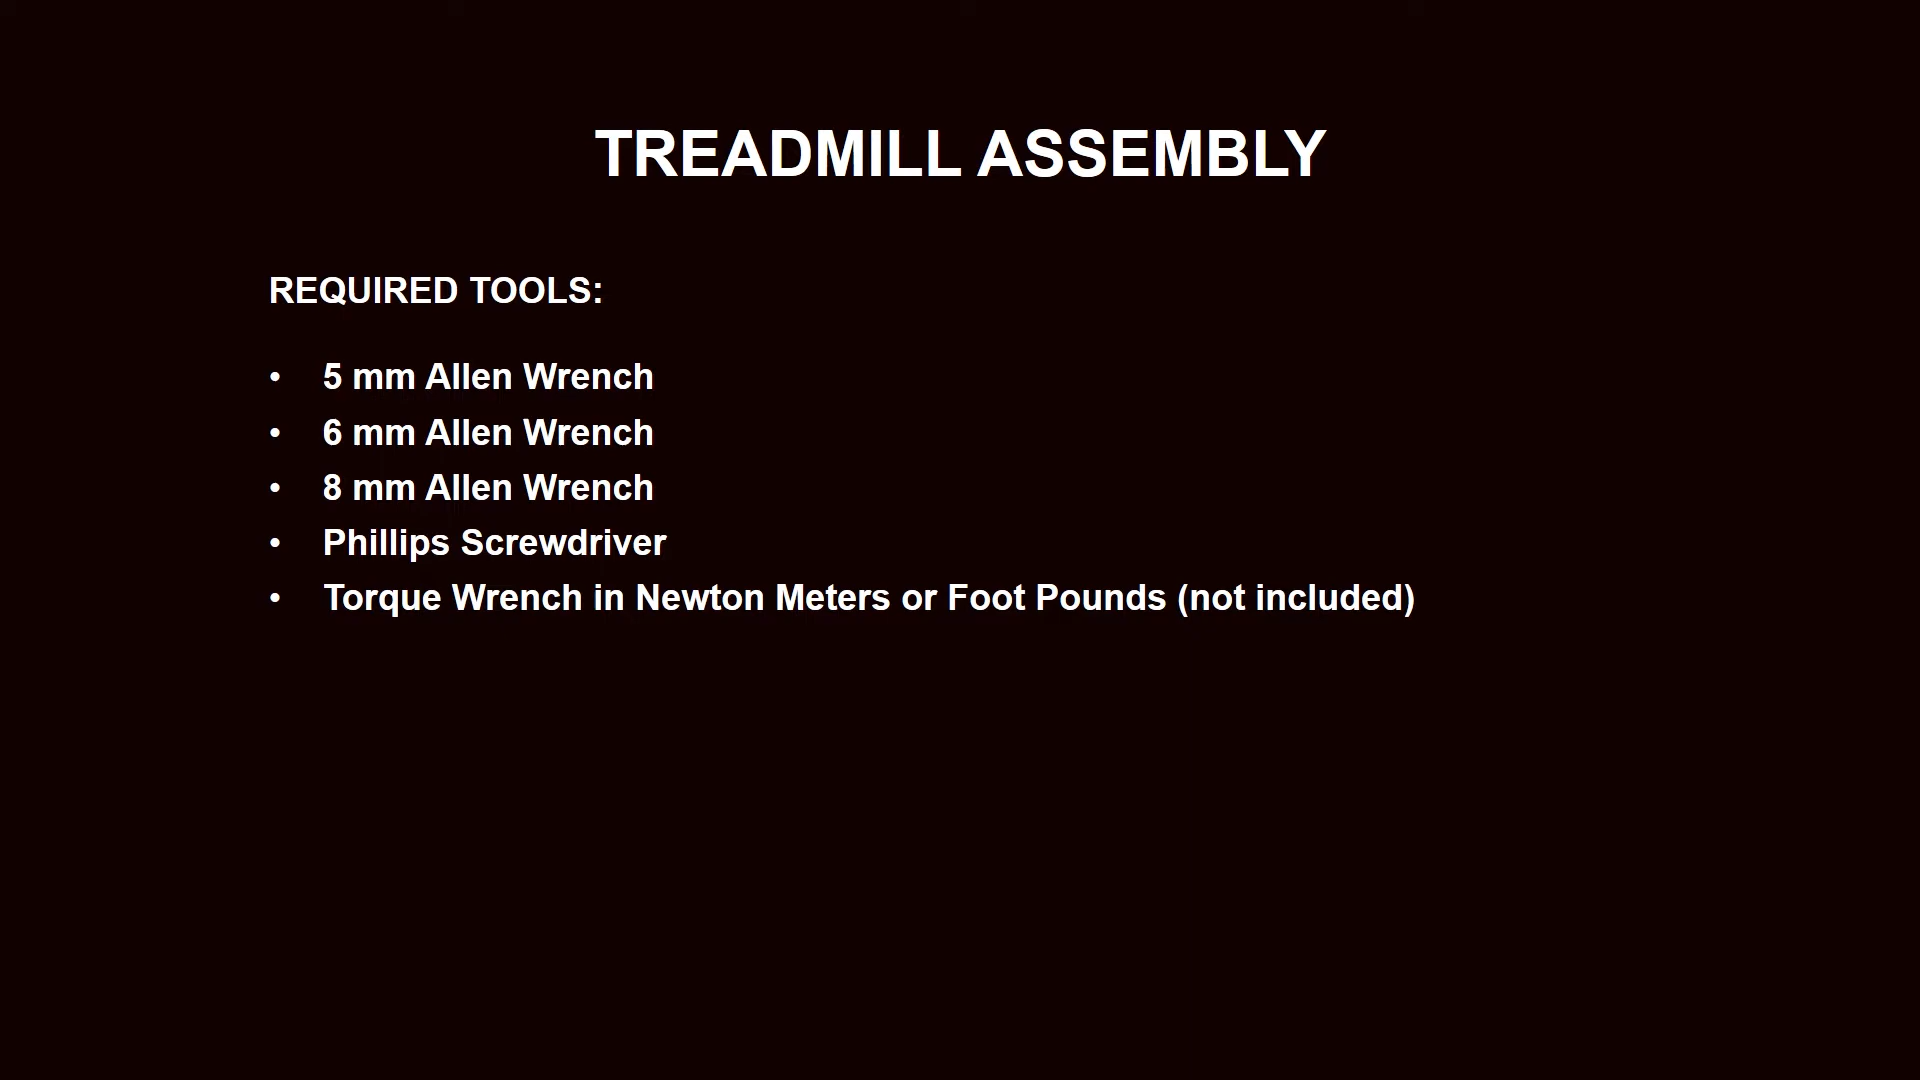 TREADMILL ASSEMBLY
REQUIRED TOOLS:
• 5 mm Allen Wrench
• 6 mm Allen Wrench
• 8 mm Allen Wrench
• Phillips Screwdriver
• Torque Wrench in Newton Meters or Foot Pounds (not included)